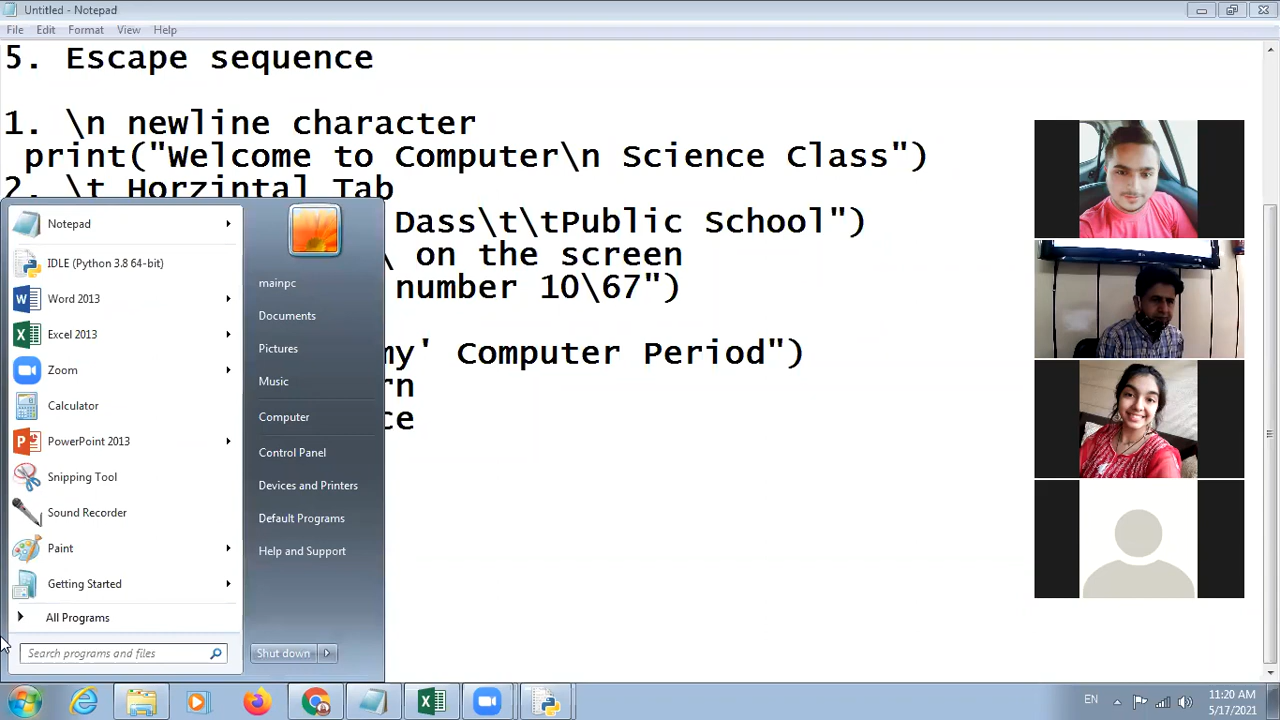 Untitled - Notepad
File Edit Format View Help
5. Escape sequence
1. \n newline character
print("Welcome to Computer\n Science Class")
2. \t Horzintal Tab
Dass\t\tPublic School")
\ on the screen
number 10\67")
my' Computer Period")
rn
ce
Notepad
IDLE (Python 3.8 64-bit)
Word 2013
Excel 2013
Zoom
Calculator
PowerPoint 2013
Snipping Tool
Sound Recorder
Paint
Getting Started
All Programs
Search programs and files
mainpc
Documents
Pictures
Music
Computer
Control Panel
Devices and Printers
Default Programs
Help and Support
Shut down
EN
11:20 AM
5/17/2021